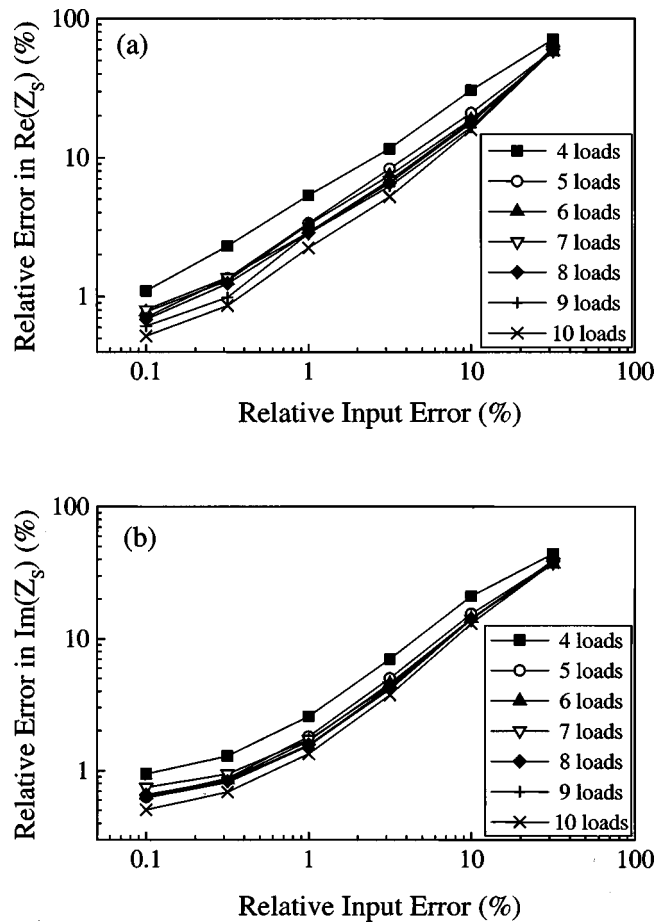 (a)
Relative Error in Re(Z_S) (%)
100
10
1
4 loads
5 loads
6 loads
7 loads
8 loads
9 loads
10 loads
0.1
1
10
100
Relative Input Error (%)
(b)
Relative Error in Im(Z_S) (%)
100
10
1
4 loads
5 loads
6 loads
7 loads
8 loads
9 loads
10 loads
0.1
1
10
100
Relative Input Error (%)